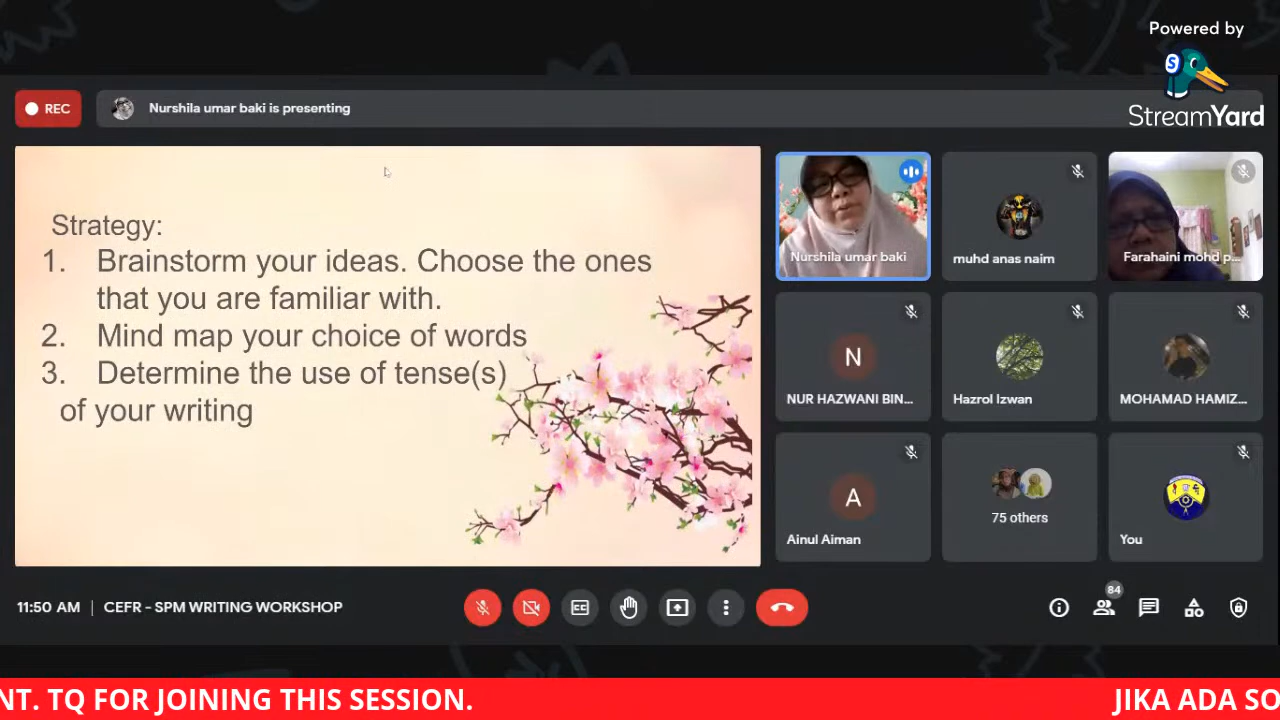 Powered by
StreamYard
REC
Nurshila umar baki is presenting
Strategy:
1. Brainstorm your ideas. Choose the ones
that you are familiar with.
2. Mind map your choice of words
3. Determine the use of tense(s)
of your writing
Nurshila umar baki
muhd anas naim
Farahaini mohd p...
N
NUR HAZWANI BIN...
Hazrol Izwan
MOHAMAD HAMIZ...
A
Ainul Aiman
75 others
You
11:50 AM | CEFR - SPM WRITING WORKSHOP
84
NT. TQ FOR JOINING THIS SESSION. JIKA ADA SO